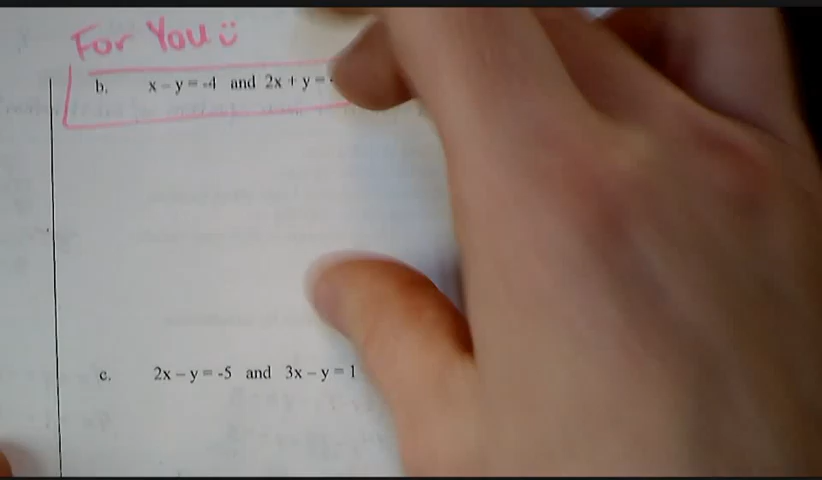 For You
b. x – y = -4 and 2x + y =
c. 2x – y = -5 and 3x – y = 1